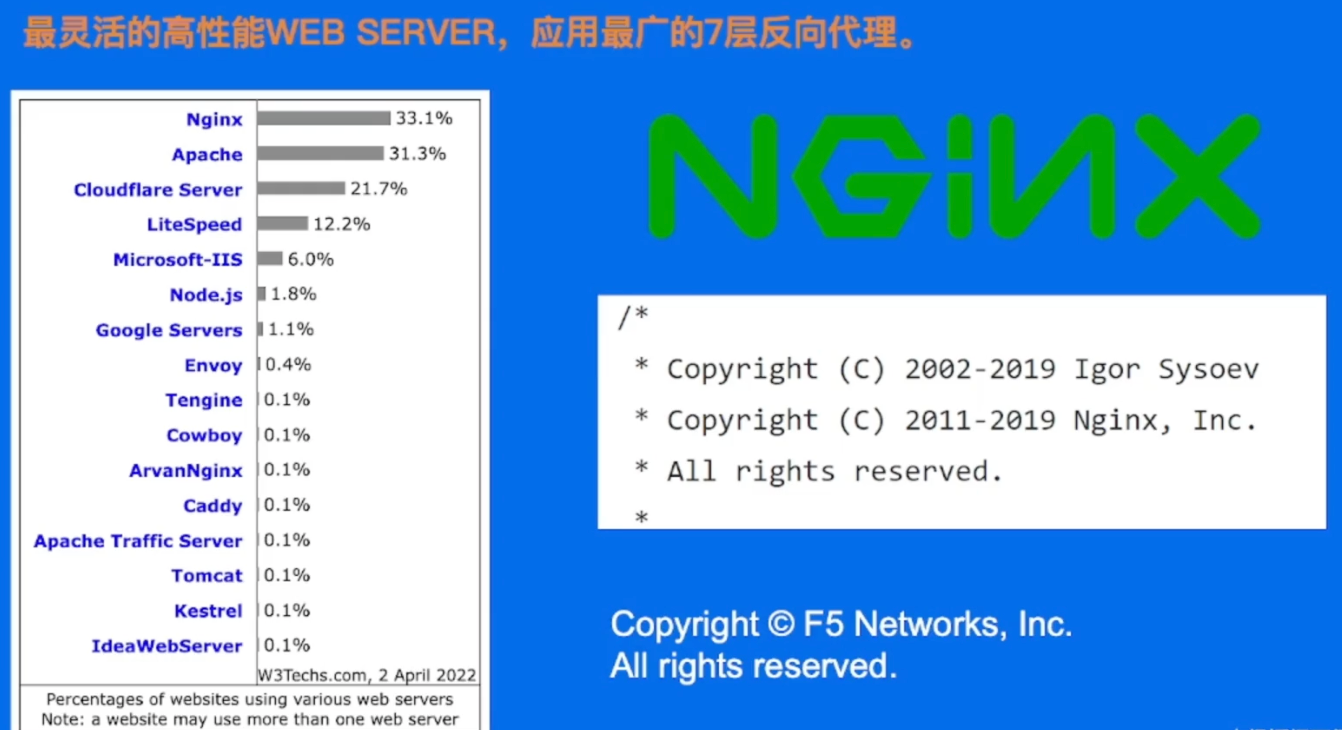 最灵活的高性能WEB SERVER，应用最广的7层反向代理。
Nginx 33.1%
Apache 31.3%
Cloudflare Server 21.7%
LiteSpeed 12.2%
Microsoft-IIS 6.0%
Node.js 1.8%
Google Servers 1.1%
Envoy 0.4%
Tengine 0.1%
Cowboy 0.1%
ArvanNginx 0.1%
Caddy 0.1%
Apache Traffic Server 0.1%
Tomcat 0.1%
Kestrel 0.1%
IdeaWebServer 0.1%
W3Techs.com, 2 April 2022
Percentages of websites using various web servers
Note: a website may use more than one web server
NGiNX
/*
* Copyright (C) 2002-2019 Igor Sysoev
* Copyright (C) 2011-2019 Nginx, Inc.
* All rights reserved.
*
Copyright © F5 Networks, Inc.
All rights reserved.